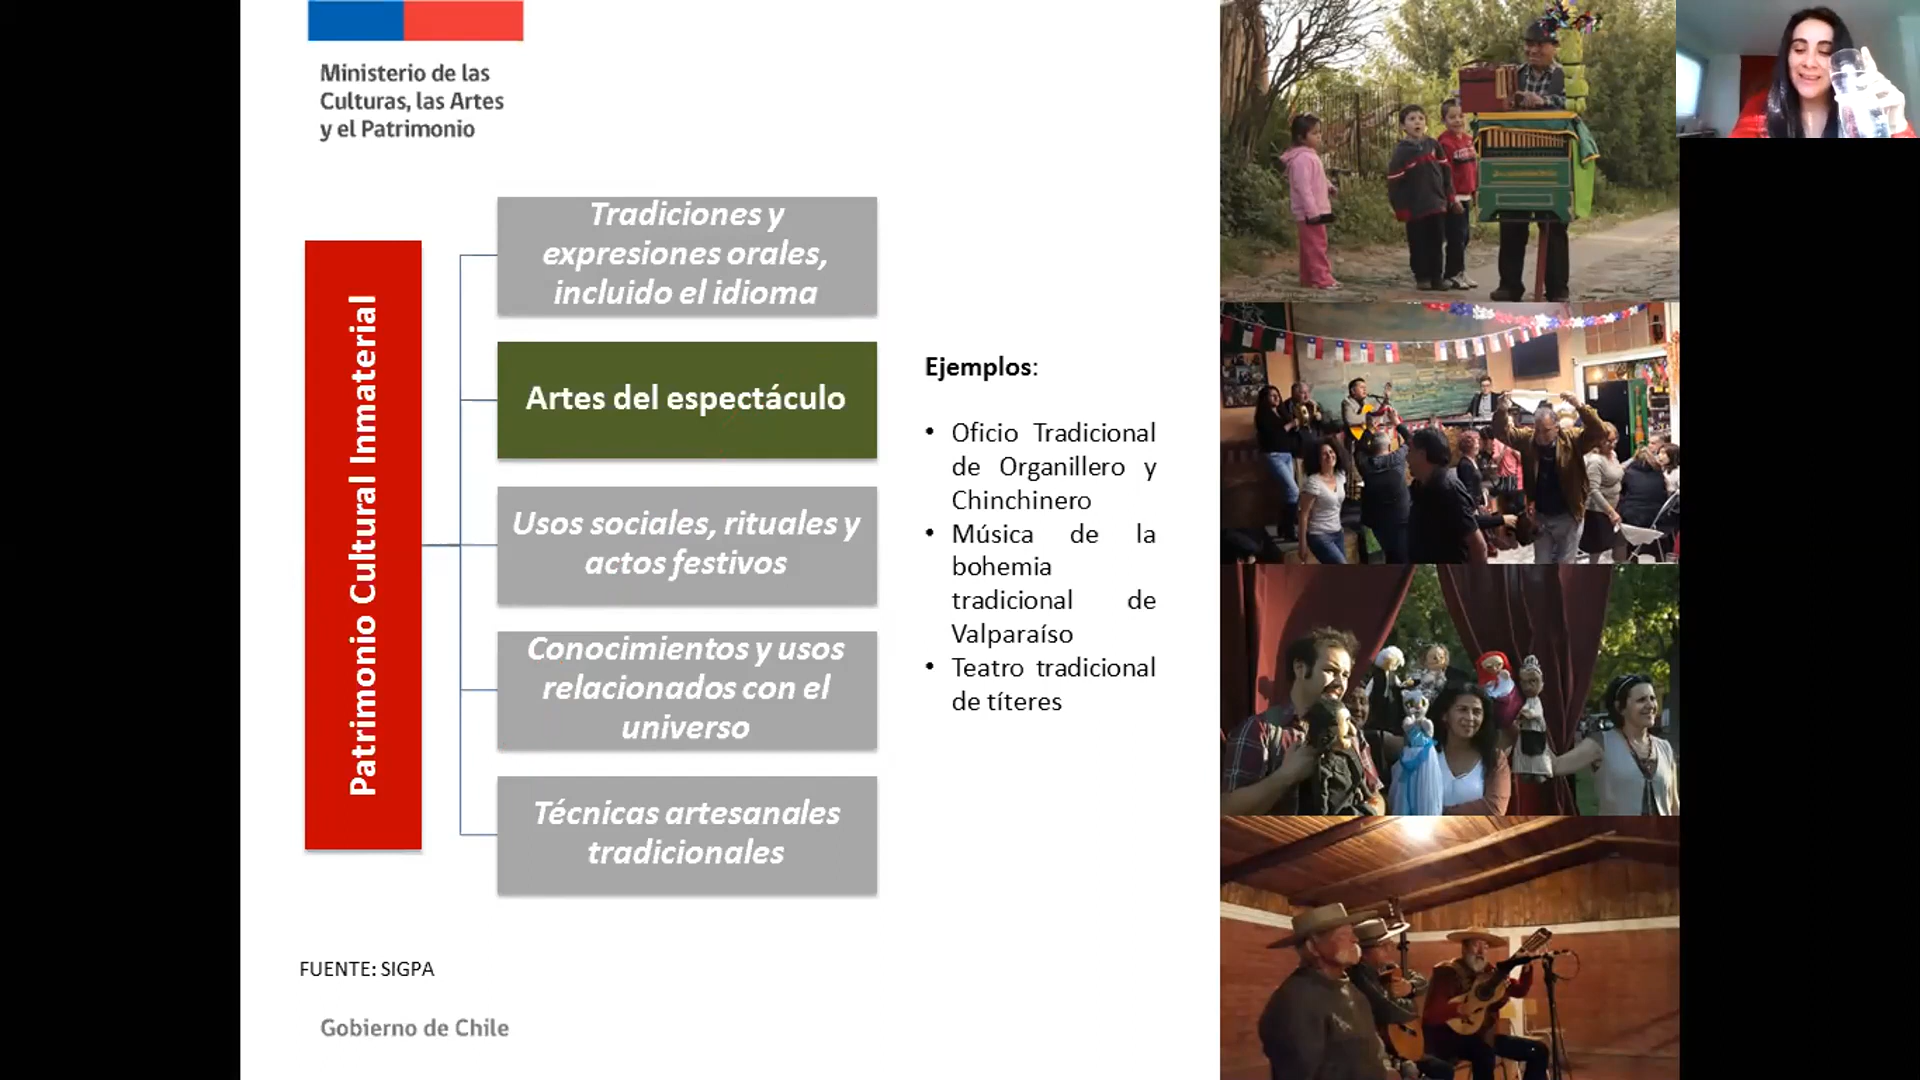 Ministerio de las
Culturas, las Artes
y el Patrimonio
Patrimonio Cultural Inmaterial
Tradiciones y
expresiones orales,
incluido el idioma
Artes del espectáculo
Usos sociales, rituales y
actos festivos
Conocimientos y usos
relacionados con el
universo
Técnicas artesanales
tradicionales
Ejemplos:
• Oficio Tradicional
de Organillero y
Chinchinero
• Música de la
bohemia
tradicional de
Valparaíso
• Teatro tradicional
de títeres
FUENTE: SIGPA
Gobierno de Chile